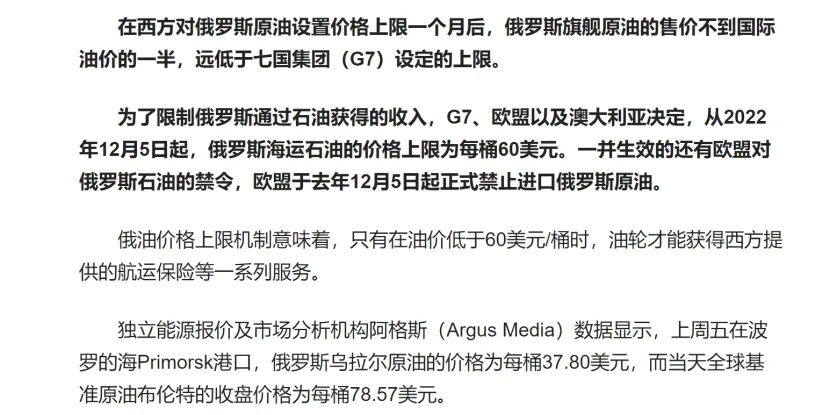 在西方对俄罗斯原油设置价格上限一个月后，俄罗斯旗舰原油的售价不到国际
油价的一半，远低于七国集团（G7）设定的上限。
为了限制俄罗斯通过石油获得的收入，G7、欧盟以及澳大利亚决定，从2022
年12月5日起，俄罗斯海运石油的价格上限为每桶60美元。一并生效的还有欧盟对
俄罗斯石油的禁令，欧盟于去年12月5日起正式禁止进口俄罗斯原油。
俄油价格上限机制意味着，只有在油价低于60美元/桶时，油轮才能获得西方提
供的航运保险等一系列服务。
独立能源报价及市场分析机构阿格斯（Argus Media）数据显示，上周五在波
罗的海Primorsk港口，俄罗斯乌拉尔原油的价格为每桶37.80美元，而当天全球基
准原油布伦特的收盘价格为每桶78.57美元。